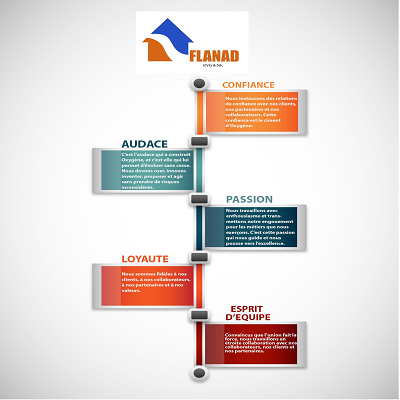 FLANAD
HYGIENE
CONFIANCE
Nous instaurons des relations
de confiance avec nos clients,
nos partenaires et nos
collaborateurs. Cette
confiance est le ciment
d'Oxygène.
AUDACE
C'est l'audace qui a construit
Oxygène, et c'est elle qui lui
permet d'évoluer sans cesse.
Nous devons oser, innover,
inventer, proposer et agir
sans prendre de risques
inconsidérés.
PASSION
Nous travaillons avec
enthousiasme et trans-
mettons notre engouement
pour les métiers que nous
exerçons. C'est cette passion
qui nous guide et nous
pousse vers l'excellence.
LOYAUTE
Nous sommes fidèles à nos
clients, à nos collaborateurs,
à nos partenaires et à nos
valeurs.
ESPRIT
D'EQUIPE
Convaincus que l'union fait la
force, nous travaillons en
étroite collaboration avec nos
collaborateurs, nos clients et
nos partenaires.